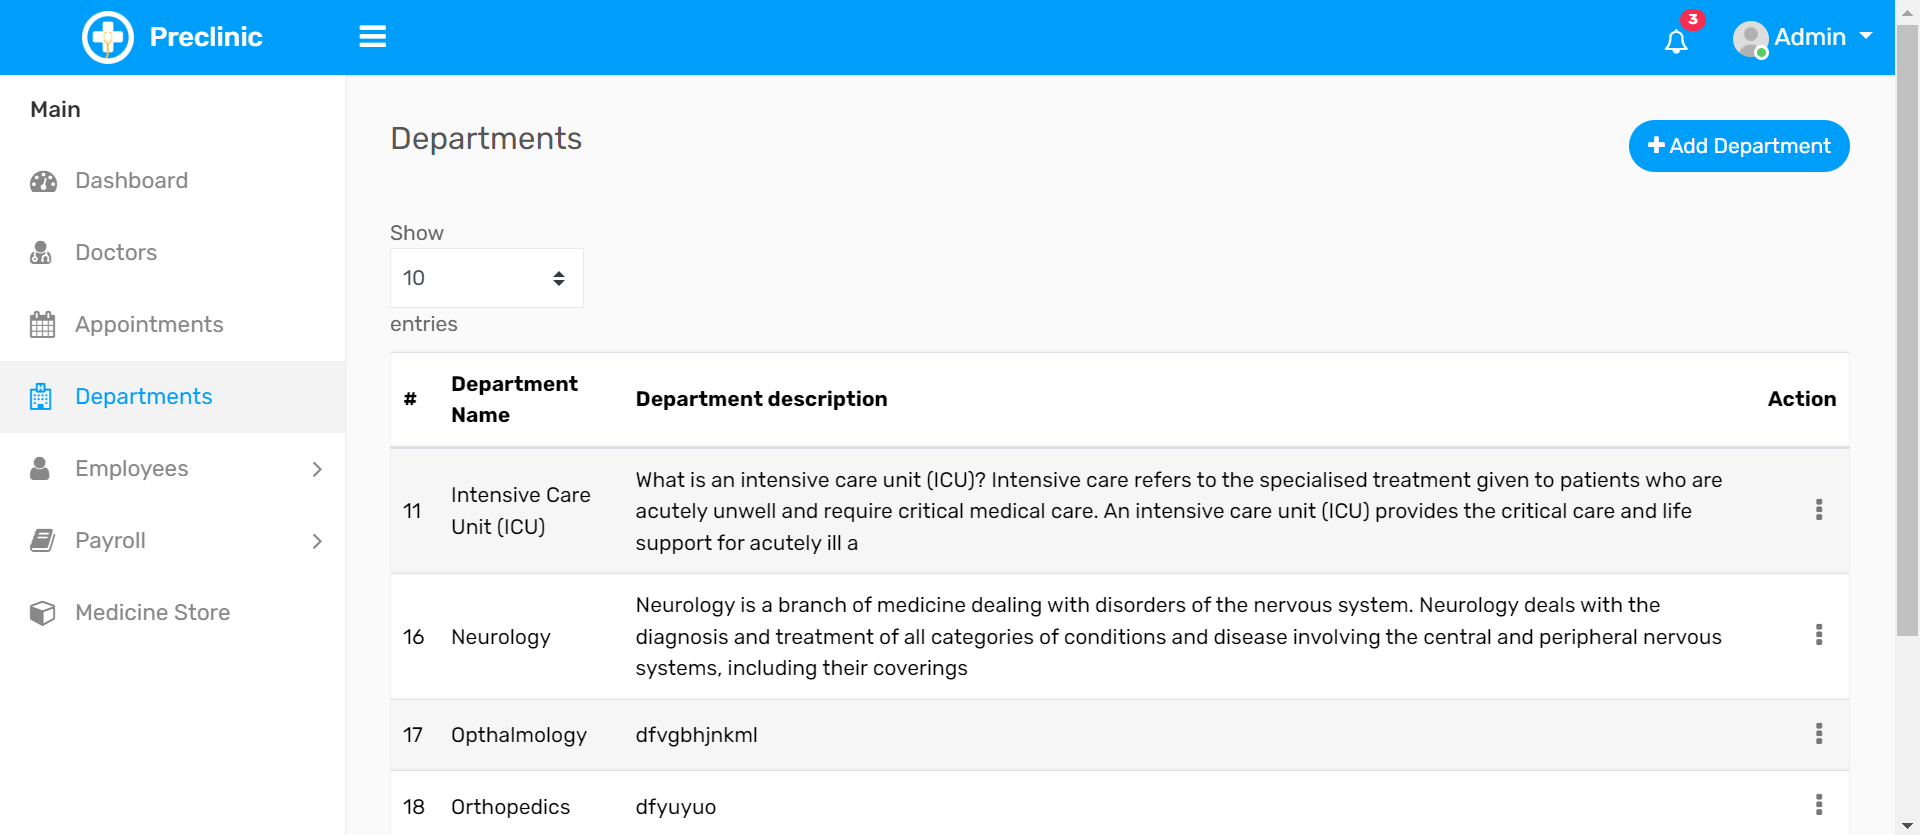 Preclinic
3
Admin
Main
Dashboard
Doctors
Appointments
Departments
Employees
Payroll
Medicine Store
Departments
Add Department
Show
10
entries
# Department Name Department description Action
11 Intensive Care Unit (ICU)
What is an intensive care unit (ICU)? Intensive care refers to the specialised treatment given to patients who are
acutely unwell and require critical medical care. An intensive care unit (ICU) provides the critical care and life
support for acutely ill a
16 Neurology
Neurology is a branch of medicine dealing with disorders of the nervous system. Neurology deals with the
diagnosis and treatment of all categories of conditions and disease involving the central and peripheral nervous
systems, including their coverings
17 Opthalmology dfvgbhjnkml
18 Orthopedics dfyuyuo